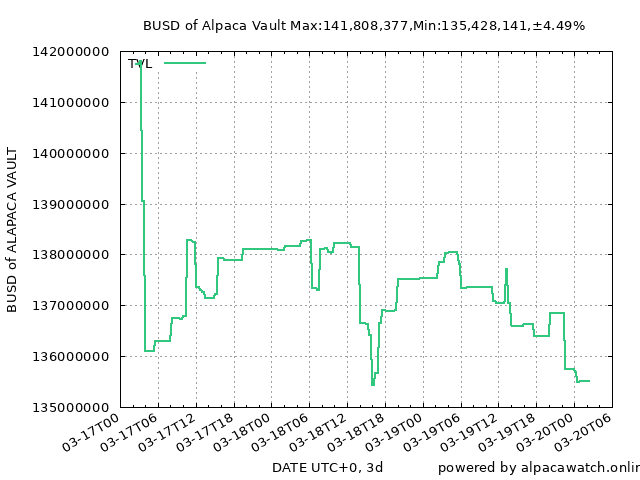 BUSD of Alpaca Vault Max:141,808,377,Min:135,428,141,±4.49%
TVL
142000000
141000000
140000000
139000000
138000000
137000000
136000000
135000000
BUSD of ALAPACA VAULT
03-17T00
03-17T06
03-17T12
03-17T18
03-18T00
03-18T06
03-18T12
03-18T18
03-19T00
03-19T06
03-19T12
03-19T18
03-20T00
03-20T06
DATE UTC+0, 3d
powered by alpacawatch.onlin